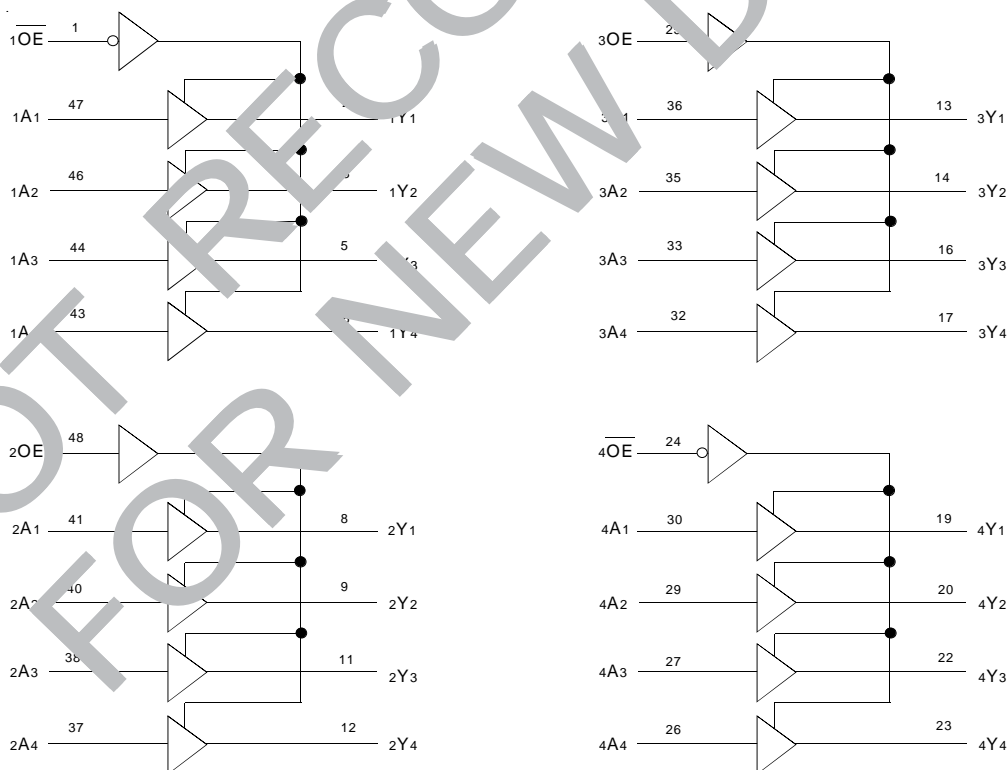 1OE 1
1A1 47 1Y1
1A2 46 1Y2
1A3 44 5
43 1Y4
3OE
36 13 3Y1
3A2 35 14 3Y2
3A3 33 16 3Y3
3A4 32 17 3Y4
2OE 48
2A1 41 8 2Y1
40 9 2Y2
2A3 38 11 2Y3
2A4 37 12 2Y4
4OE 24
4A1 30 19 4Y1
4A2 29 20 4Y2
4A3 27 22 4Y3
4A4 26 23 4Y4
FOR NEW